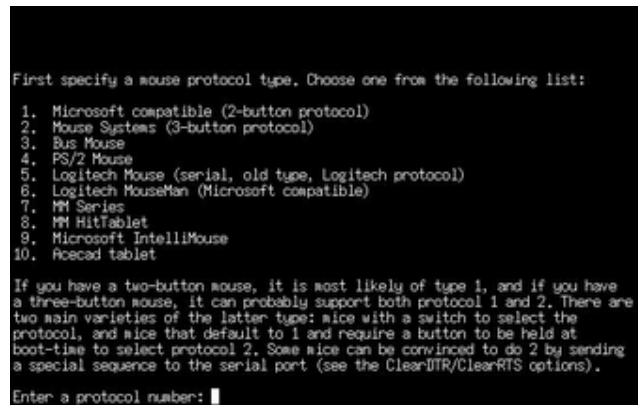 First specify a mouse protocol type. Choose one from the following list:
1. Microsoft compatible (2-button protocol)
2. Mouse Systems (3-button protocol)
3. Bus Mouse
4. PS/2 Mouse
5. Logitech Mouse (serial, old type, Logitech protocol)
6. Logitech MouseMan (Microsoft compatible)
7. MM Series
8. MM HitTablet
9. Microsoft IntelliMouse
10. Acecad tablet
If you have a two-button mouse, it is most likely of type 1, and if you have
a three-button mouse, it can probably support both protocol 1 and 2. There are
two main varieties of the latter type: mice with a switch to select the
protocol, and mice that default to 1 and require a button to be held at
boot-time to select protocol 2. Some mice can be convinced to do 2 by sending
a special sequence to the serial port (see the ClearDTR/ClearRTS options).
Enter a protocol number: